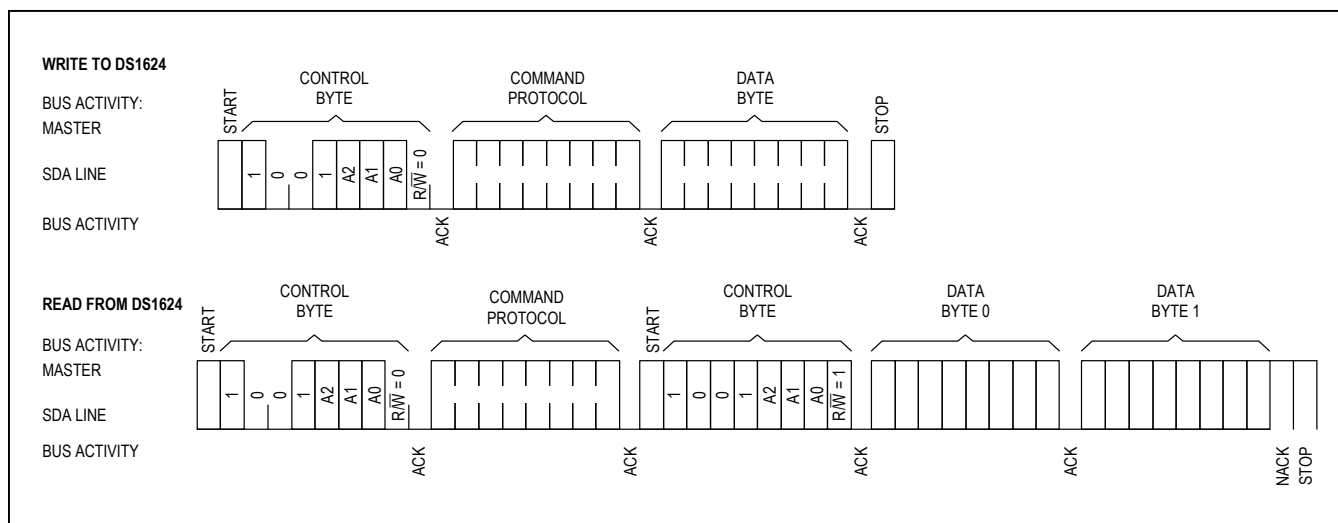 WRITE TO DS1624
CONTROL BYTE
COMMAND PROTOCOL
DATA BYTE
BUS ACTIVITY:
MASTER
START
STOP
SDA LINE
1 0 0 1 A2 A1 A0 R/W̅ = 0
BUS ACTIVITY
ACK
ACK
ACK
READ FROM DS1624
CONTROL BYTE
COMMAND PROTOCOL
CONTROL BYTE
DATA BYTE 0
DATA BYTE 1
BUS ACTIVITY:
MASTER
START
START
SDA LINE
1 0 0 1 A2 A1 A0 R/W̅ = 0
1 0 0 1 A2 A1 A0 R/W̅ = 1
BUS ACTIVITY
ACK
ACK
ACK
ACK
NACK
STOP